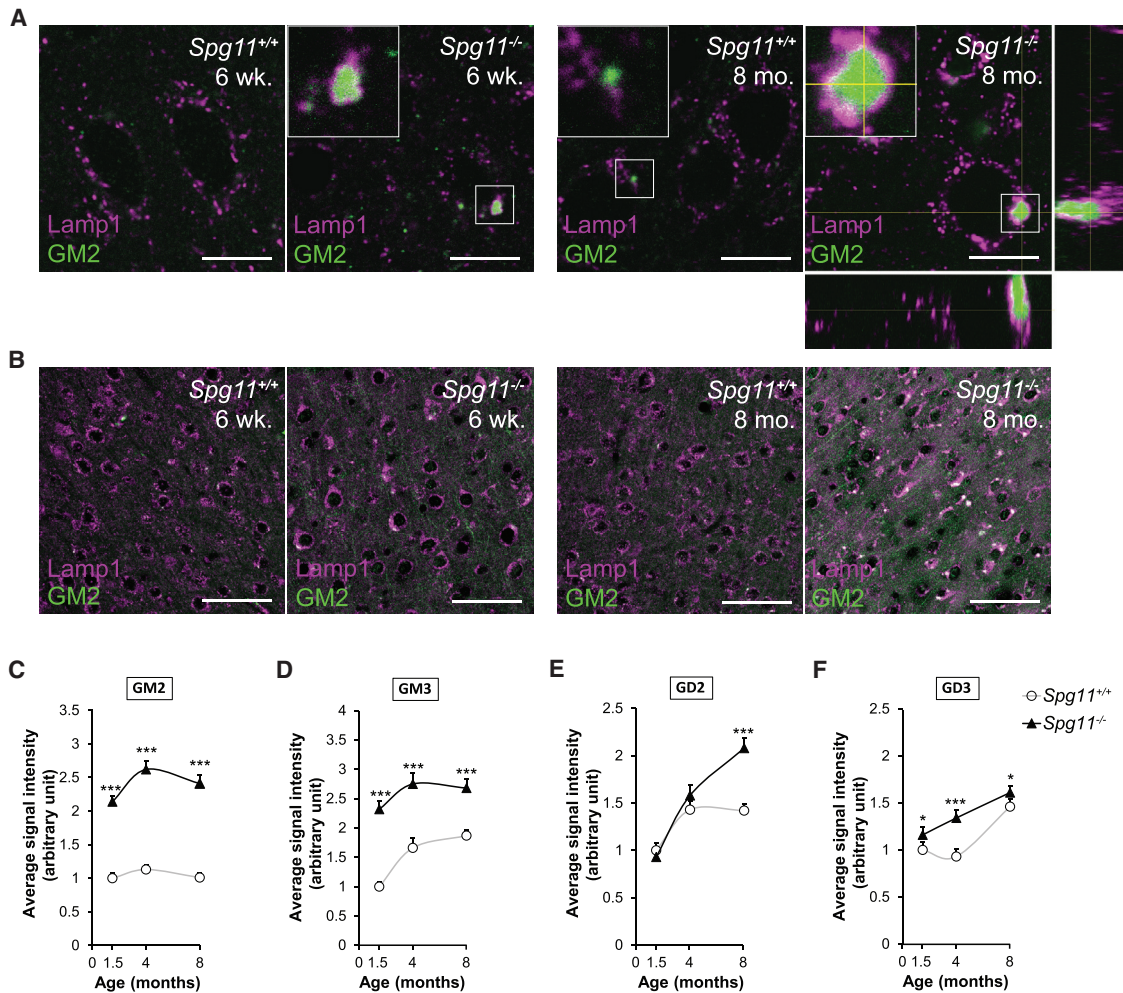 A
Spg11+/+
6 wk.
Lamp1
GM2
Spg11-/-
6 wk.
Lamp1
GM2
Spg11+/+
8 mo.
Lamp1
GM2
Spg11-/-
8 mo.
Lamp1
GM2
B
Spg11+/+
6 wk.
Lamp1
GM2
Spg11-/-
6 wk.
Lamp1
GM2
Spg11+/+
8 mo.
Lamp1
GM2
Spg11-/-
8 mo.
Lamp1
GM2
C
GM2
Average signal intensity
(arbitrary unit)
3.5
3
2.5
2
1.5
1
0.5
0
***
***
***
0 1.5 4 8
Age (months)
D
GM3
Average signal intensity
(arbitrary unit)
4
3.5
3
2.5
2
1.5
1
0.5
0
***
***
***
0 1.5 4 8
Age (months)
E
GD2
Average signal intensity
(arbitrary unit)
2.5
2
1.5
1
0.5
0
***
0 1.5 4 8
Age (months)
F
GD3
Average signal intensity
(arbitrary unit)
2.5
2
1.5
1
0.5
0
*
***
*
0 1.5 4 8
Age (months)
Spg11+/+
Spg11-/-